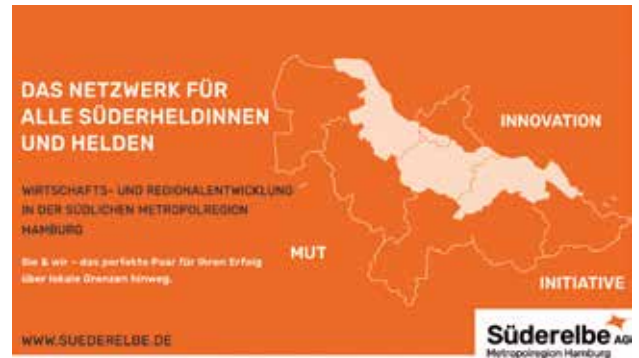 DAS NETZWERK FÜR
ALLE SÜDERHELDINNEN
UND HELDEN
INNOVATION
WIRTSCHAFTS- UND REGIONALENTWICKLUNG
IN DER SÜDLICHEN METROPOLREGION
HAMBURG
MUT
Sie & wir – das perfekte Paar für Ihren Erfolg
über lokale Grenzen hinweg.
INITIATIVE
WWW.SUEDERELBE.DE
Süderelbe AG
Metropolregion Hamburg